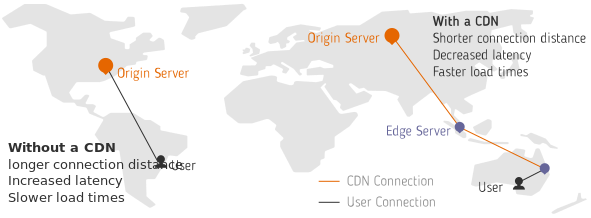 Origin Server
Without a CDN
longer connection distance
Increased latency
Slower load times
User
With a CDN
Shorter connection distance
Decreased latency
Faster load times
Origin Server
Edge Server
User
CDN Connection
User Connection